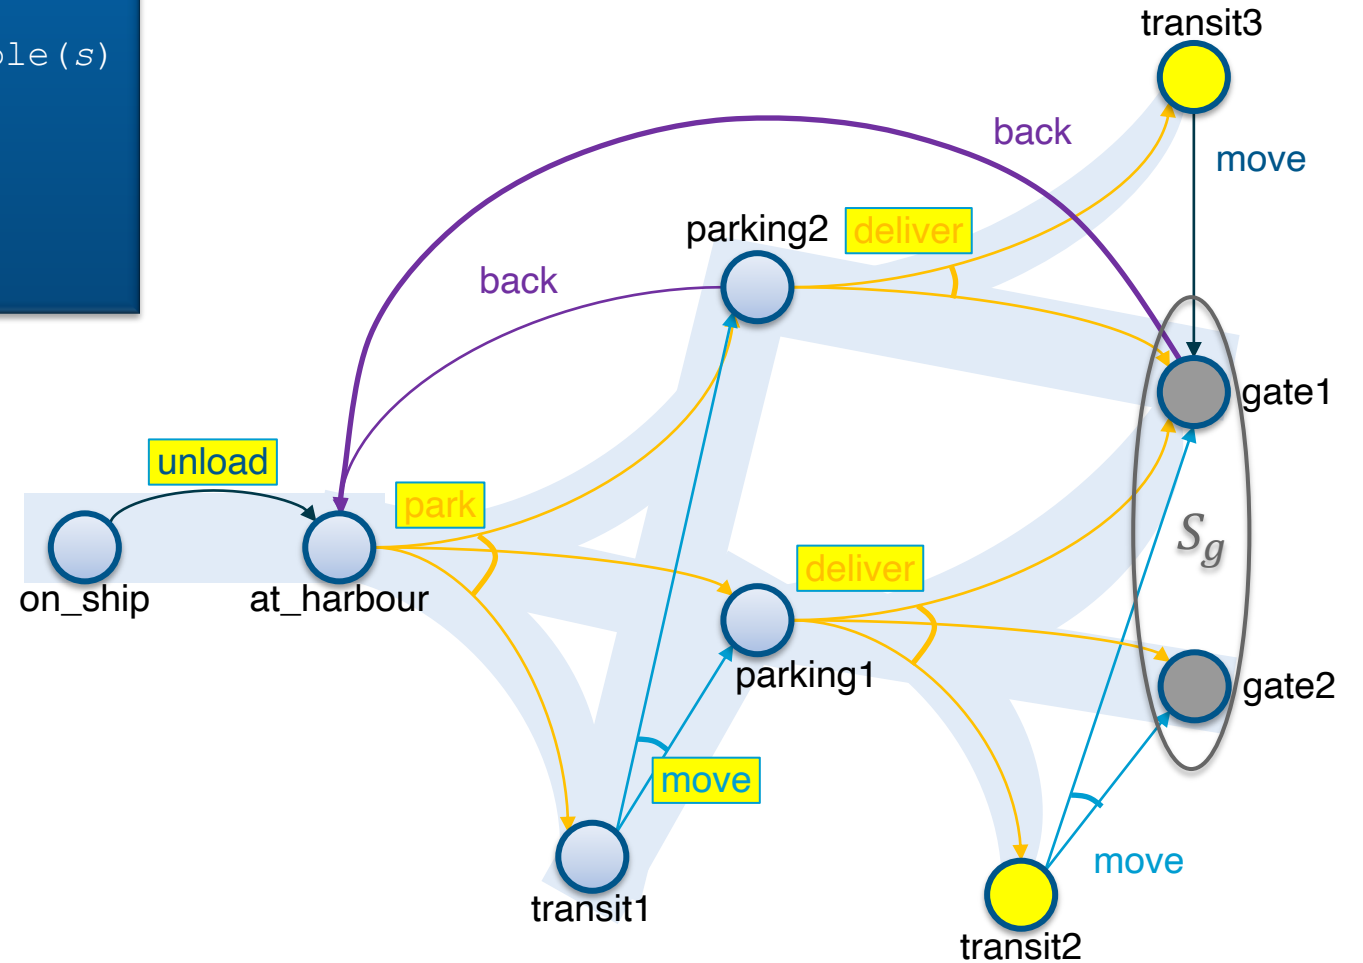 transit3
ole(s)
back
move
parking2
deliver
back
gate1
unload
park
S_g
deliver
on_ship
at_harbour
parking1
gate2
move
move
transit1
transit2